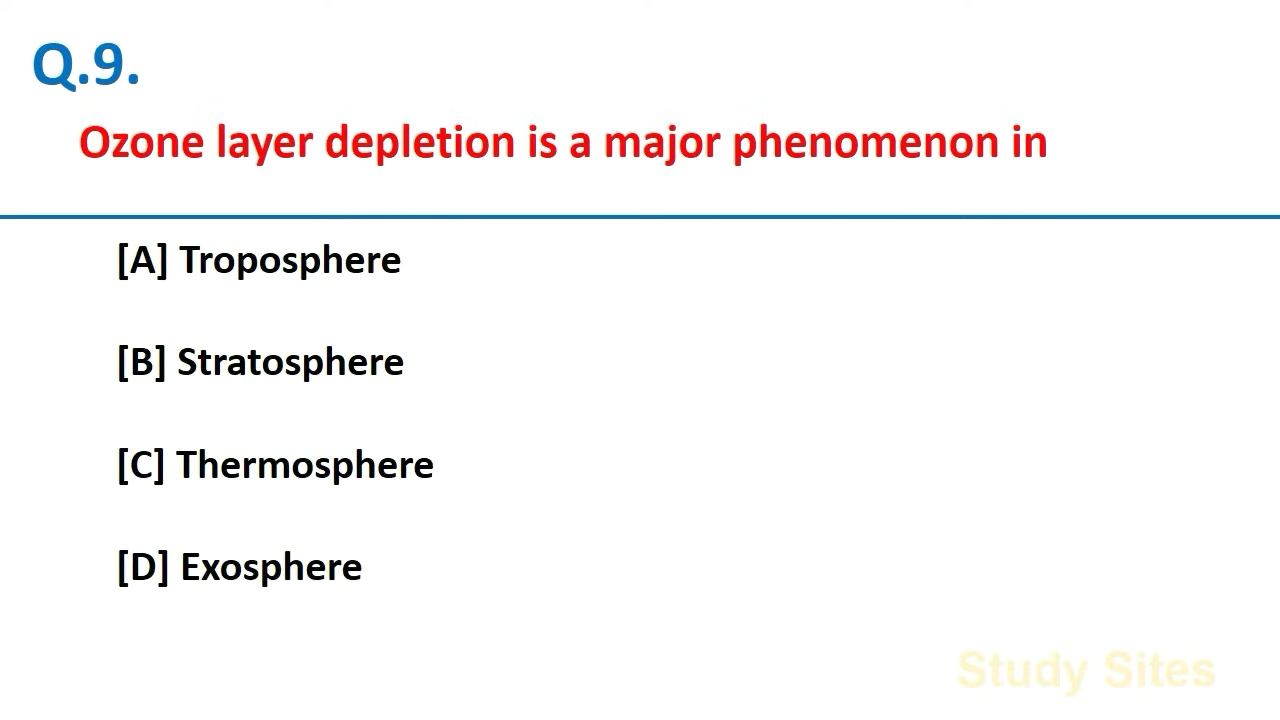 Q.9.
Ozone layer depletion is a major phenomenon in
[A] Troposphere
[B] Stratosphere
[C] Thermosphere
[D] Exosphere
Study Sites